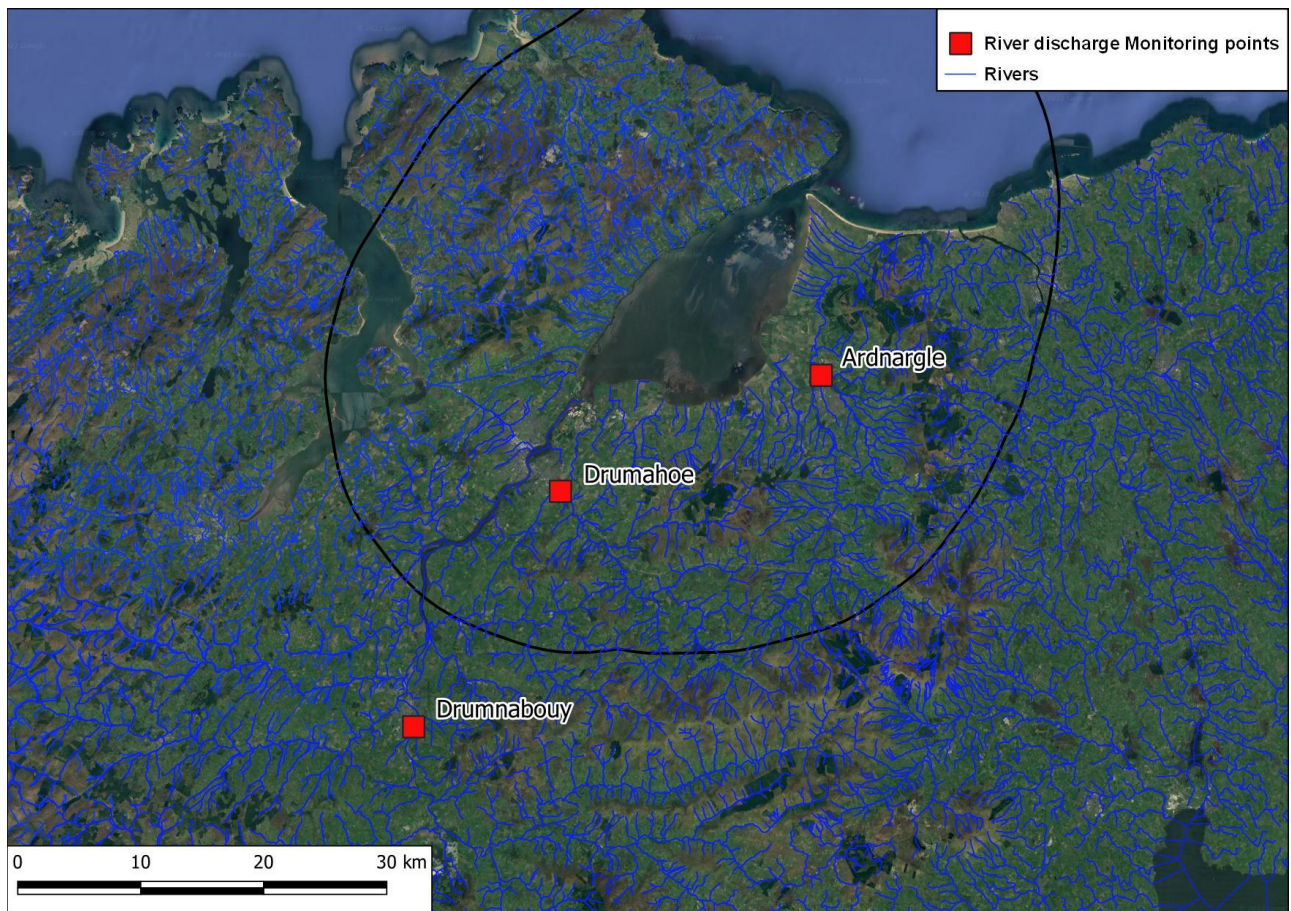 River discharge Monitoring points
Rivers
Ardnargle
Drumahoe
Drumnabouy
0 10 20 30 km